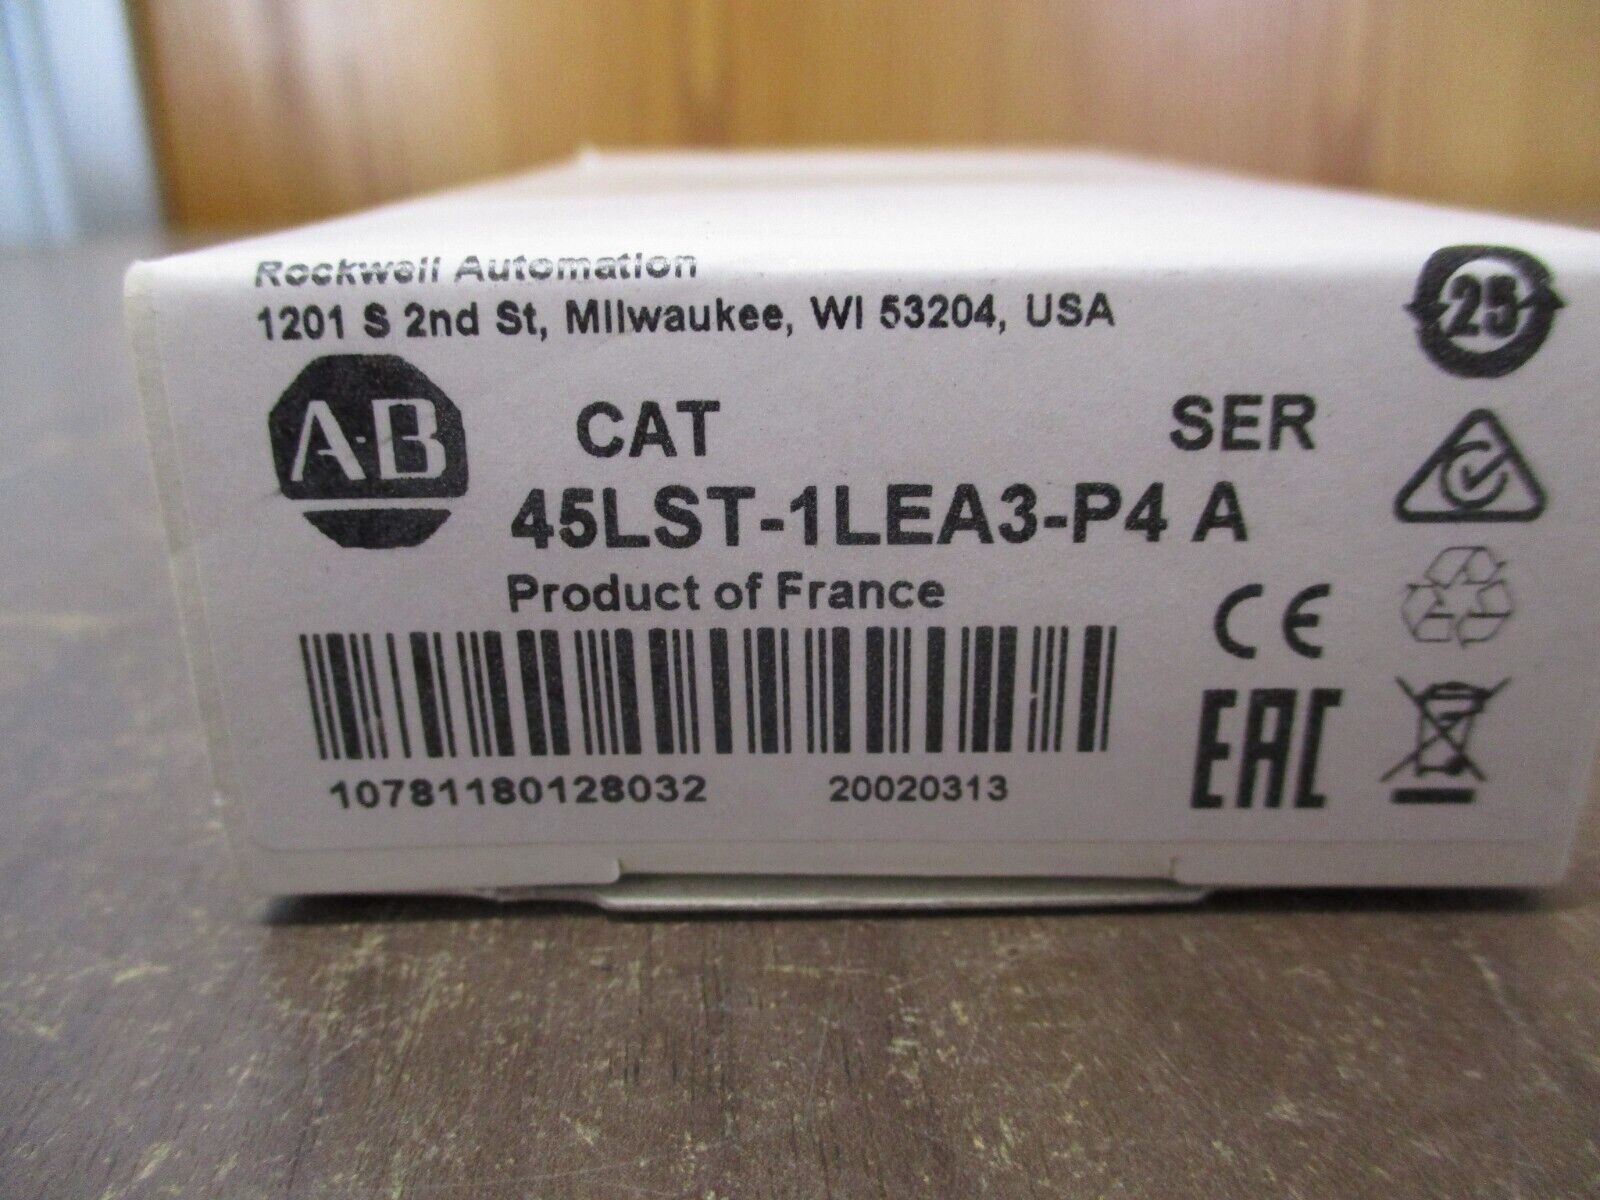 Rockwell Automation
1201 S 2nd St, Milwaukee, WI 53204, USA
25
A-B
CAT SER
45LST-1LEA3-P4 A
Product of France
CE
EAC
10781180128032 20020313